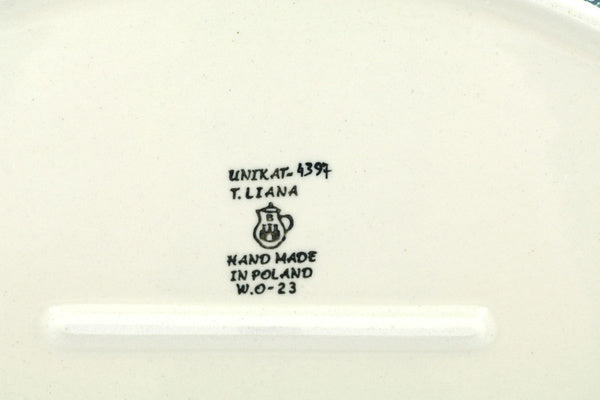 UNIKAT-4397
T. LIANA
B
HAND MADE
IN POLAND
W.O-23